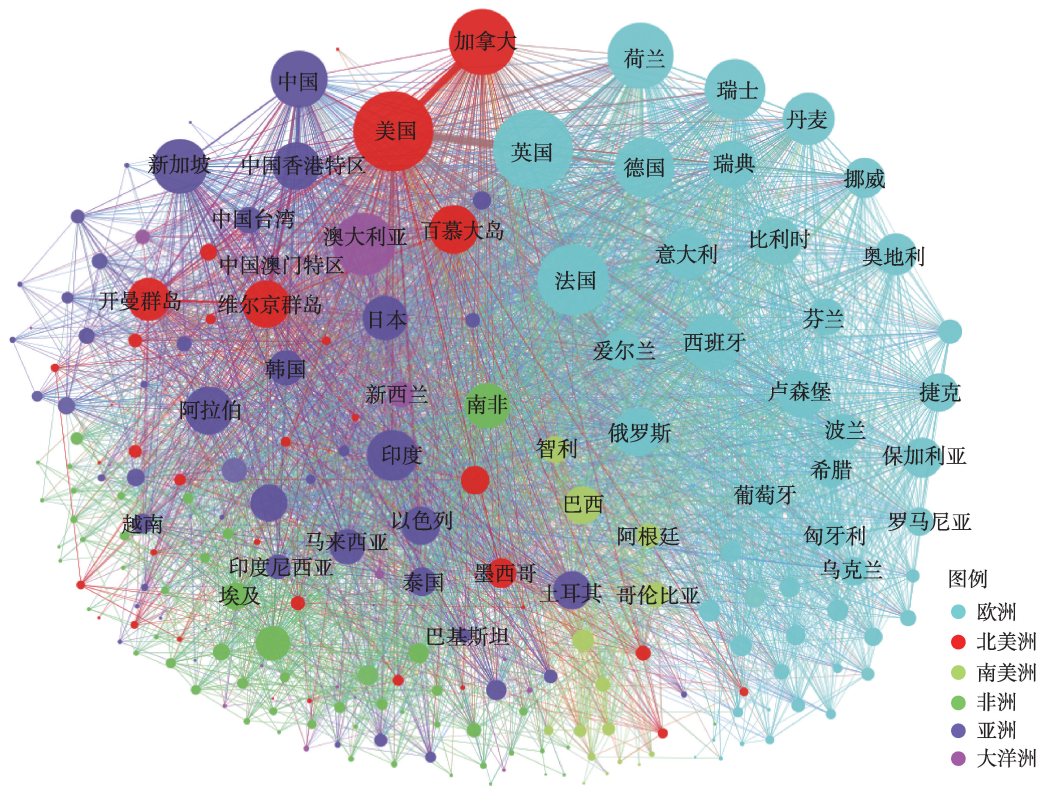 加拿大
荷兰
中国
瑞士
美国
丹麦
英国
新加坡
中国香港特区
德国
瑞典
挪威
中国台湾
澳大利亚
百慕大岛
意大利
比利时
奥地利
中国澳门特区
法国
开曼群岛
维尔京群岛
日本
芬兰
爱尔兰
西班牙
韩国
新西兰
南非
卢森堡
捷克
阿拉伯
俄罗斯
波兰
智利
印度
保加利亚
希腊
葡萄牙
巴西
越南
以色列
罗马尼亚
马来西亚
阿根廷
匈牙利
印度尼西亚
墨西哥
乌克兰
泰国
土耳其
哥伦比亚
埃及
巴基斯坦
图例
欧洲
北美洲
南美洲
非洲
亚洲
大洋洲